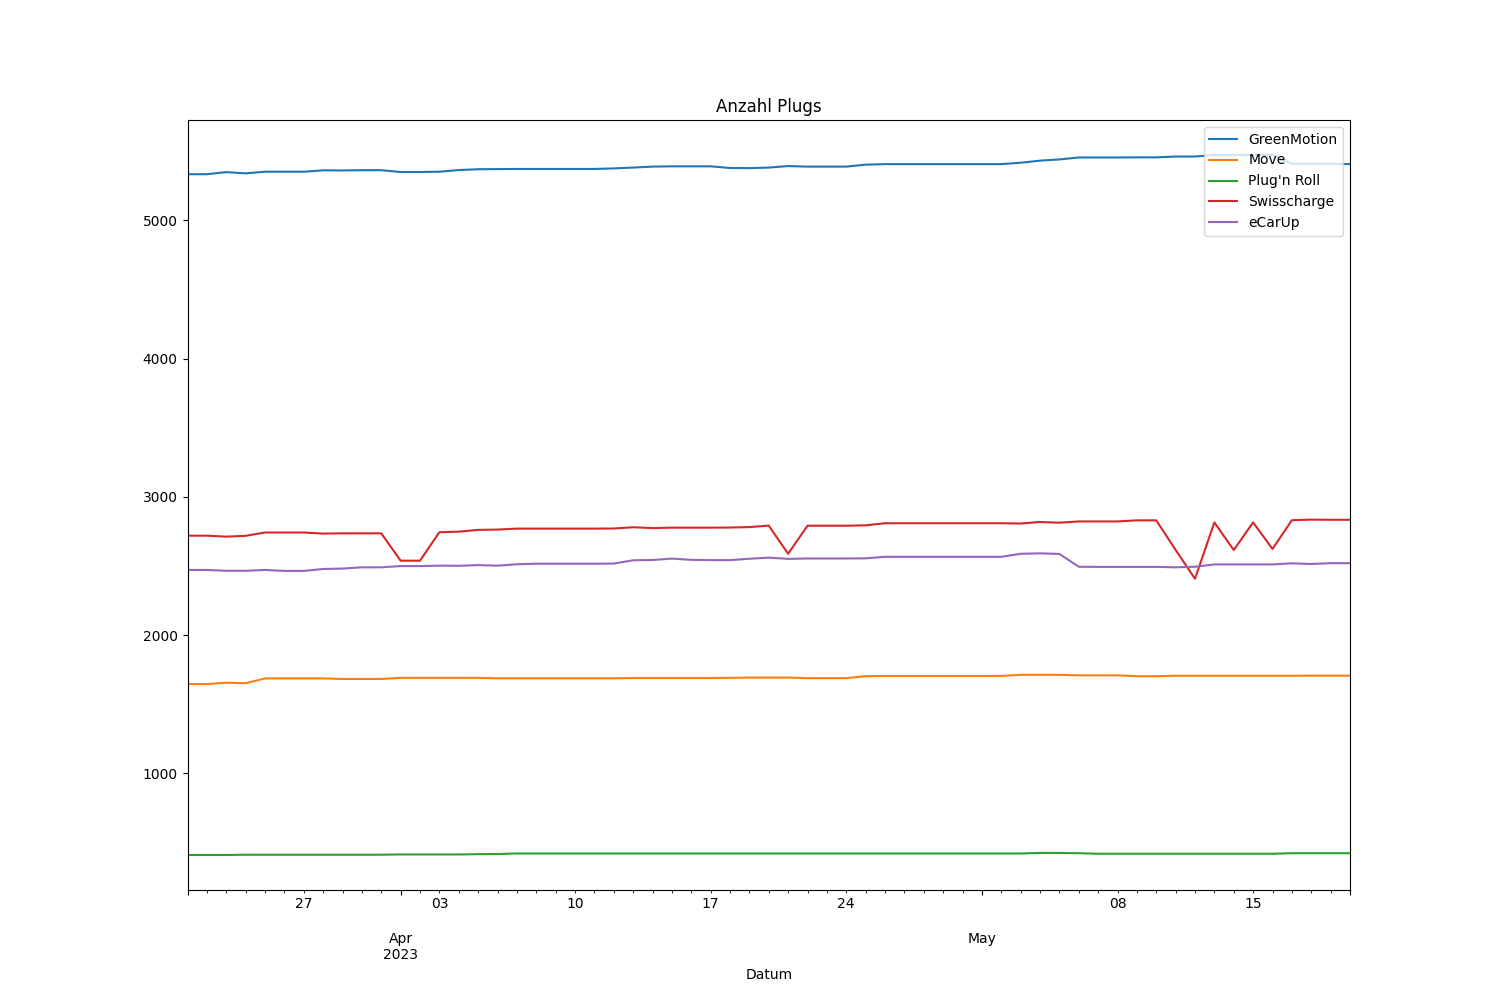 Anzahl Plugs
GreenMotion
Move
Plug'n Roll
Swisscharge
eCarUp
5000
4000
3000
2000
1000
27 03 10 17 24 08 15
Apr May
2023
Datum